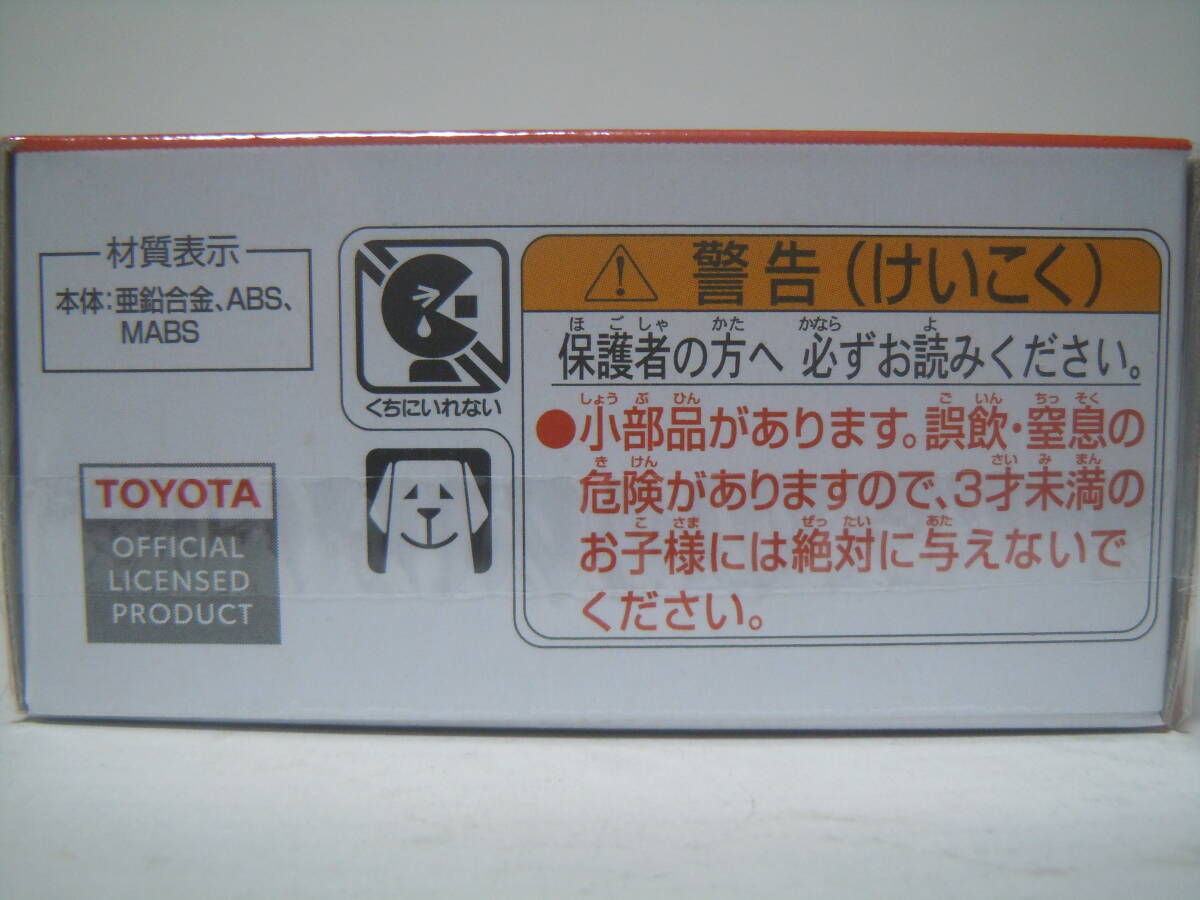 材質表示
本体：亜鉛合金、ABS、
MABS
TOYOTA
OFFICIAL
LICENSED
PRODUCT
くちにいれない
警告（けいこく）
ほごしゃ かた かなら よ
保護者の方へ 必ずお読みください。
しょうぶひん ごいん ちっそく
●小部品があります。誤飲・窒息の
きけん さいみまん
危険がありますので、3才未満の
こさま ぜったい あた
お子様には絶対に与えないで
ください。